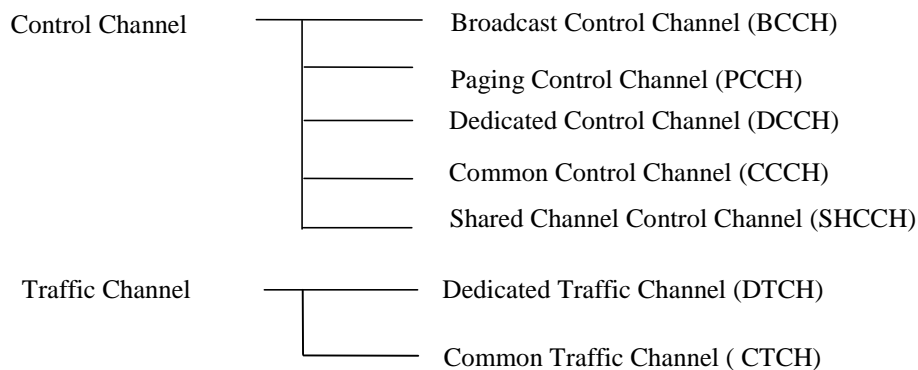 Control Channel Broadcast Control Channel (BCCH)
Paging Control Channel (PCCH)
Dedicated Control Channel (DCCH)
Common Control Channel (CCCH)
Shared Channel Control Channel (SHCCH)
Traffic Channel Dedicated Traffic Channel (DTCH)
Common Traffic Channel ( CTCH)